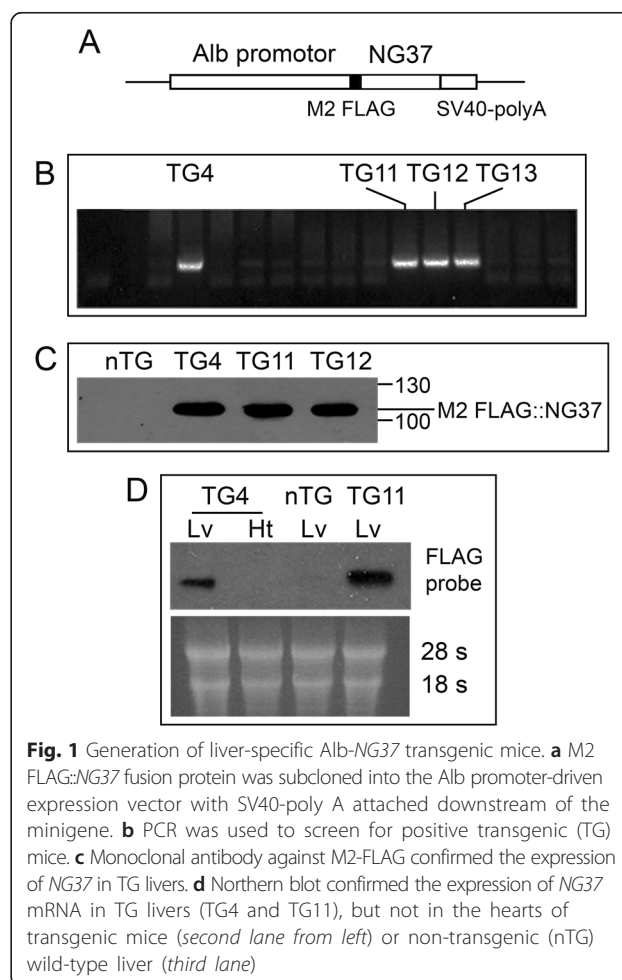 A
Alb promotor NG37
M2 FLAG SV40-polyA
B
TG4 TG11 TG12 TG13
C
nTG TG4 TG11 TG12
130
M2 FLAG::NG37
100
D
TG4 nTG TG11
Lv Ht Lv Lv
FLAG
probe
28 s
18 s
Fig. 1 Generation of liver-specific Alb-NG37 transgenic mice. a M2
FLAG::NG37 fusion protein was subcloned into the Alb promoter-driven
expression vector with SV40-poly A attached downstream of the
minigene. b PCR was used to screen for positive transgenic (TG)
mice. c Monoclonal antibody against M2-FLAG confirmed the expression
of NG37 in TG livers. d Northern blot confirmed the expression of NG37
mRNA in TG livers (TG4 and TG11), but not in the hearts of
transgenic mice (second lane from left) or non-transgenic (nTG)
wild-type liver (third lane)